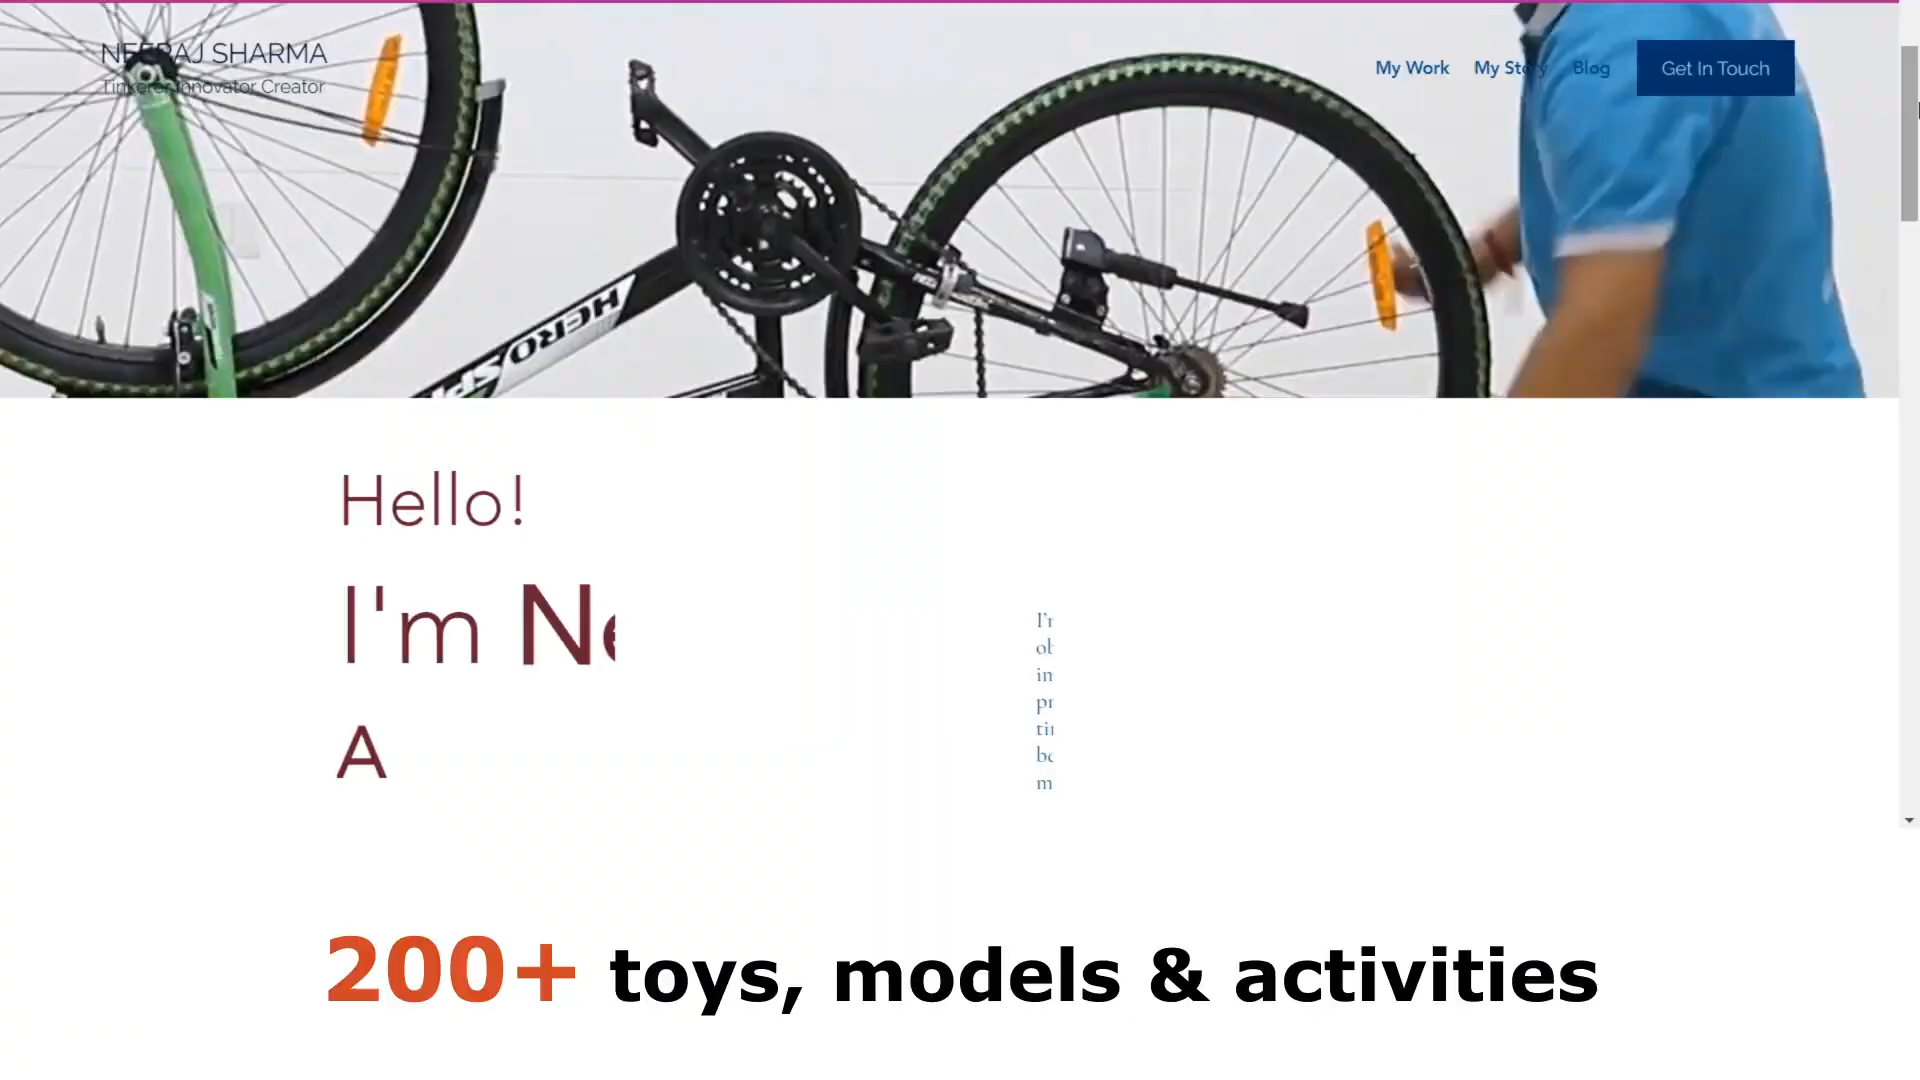 NEERAJ SHARMA
Tinkerer Innovator Creator
My Work My Story Blog Get In Touch
HERO
Hello!
I'm Ne
A
200+ toys, models & activities